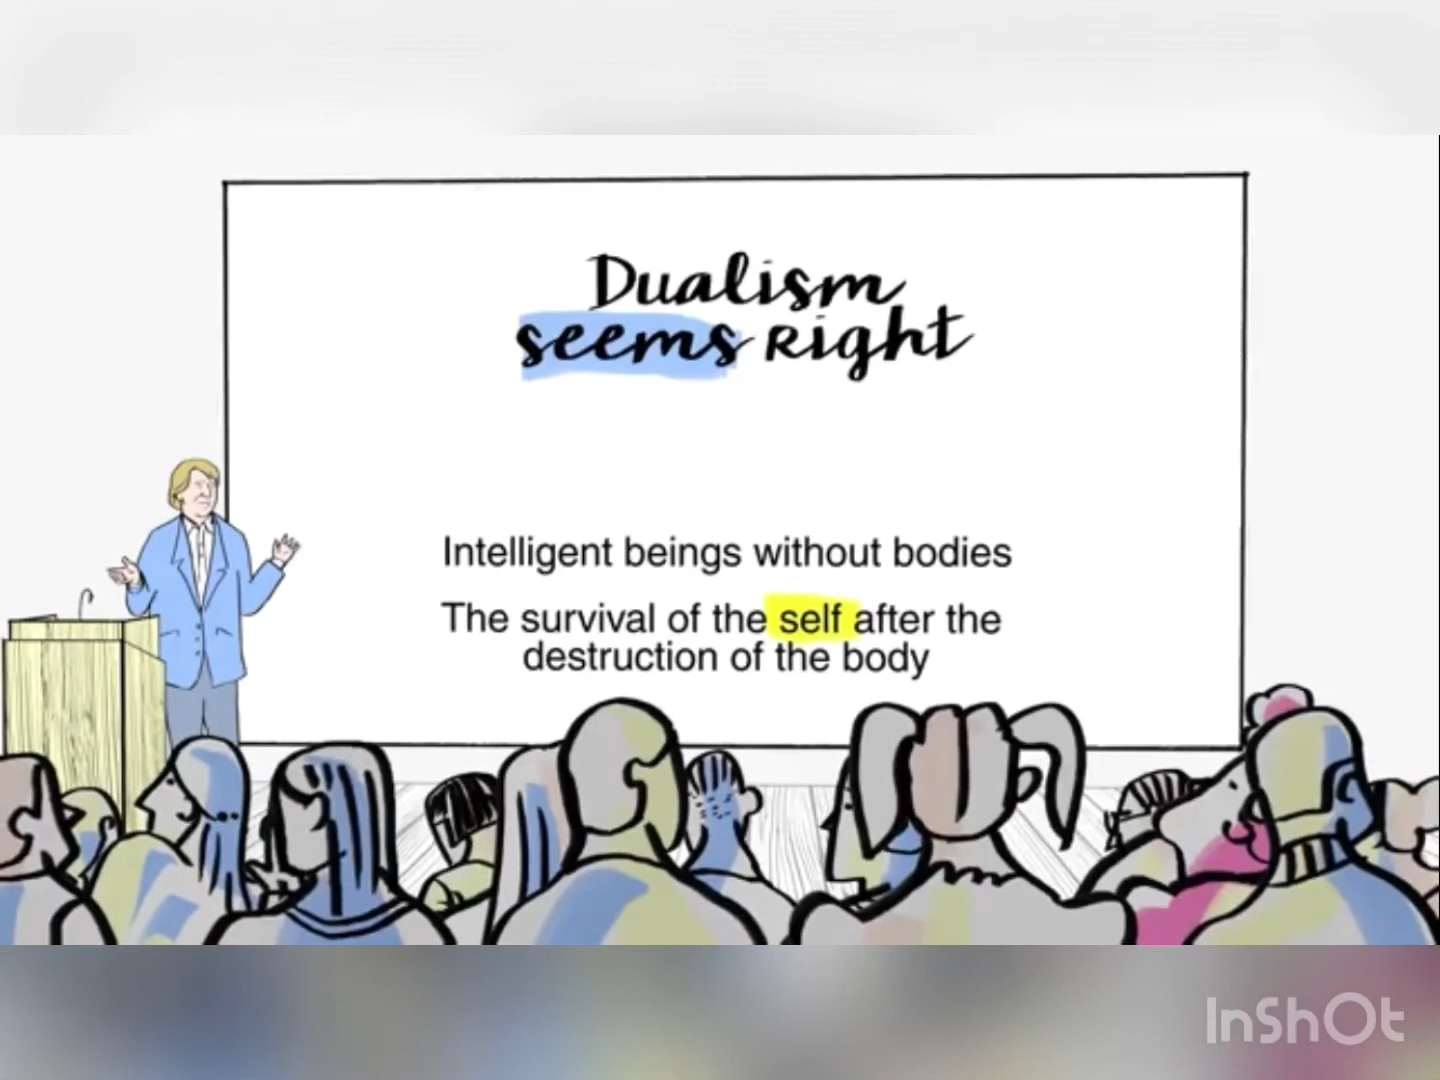 Dualism
seems Right
Intelligent beings without bodies
The survival of the self after the
destruction of the body
InShOt